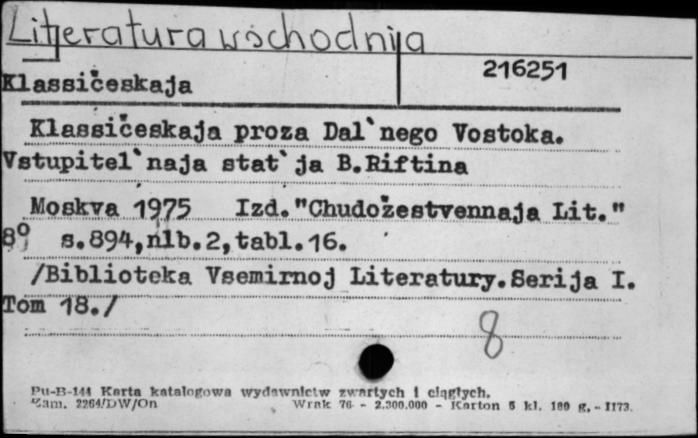 Literatura wschodnia
216251
Klassičeskaja
Klassičeskaja proza Dal`nego Vostoka.
Vstupitel`naja stat`ja B.Riftina
Moskva 1975 Izd."Chudožestvennaja Lit."
8° s.894,nlb.2,tabl.16.
/Biblioteka Vsemirnoj Literatury.Serija I.
Tom 18./
8
Pu-B-144 Karta katalogowa wydawnictw zwartych i ciągłych.
Zam. 2264/DW/On Wrak 76 - 2.300.000 - Karton 5 kl. 180 g. - 1173.